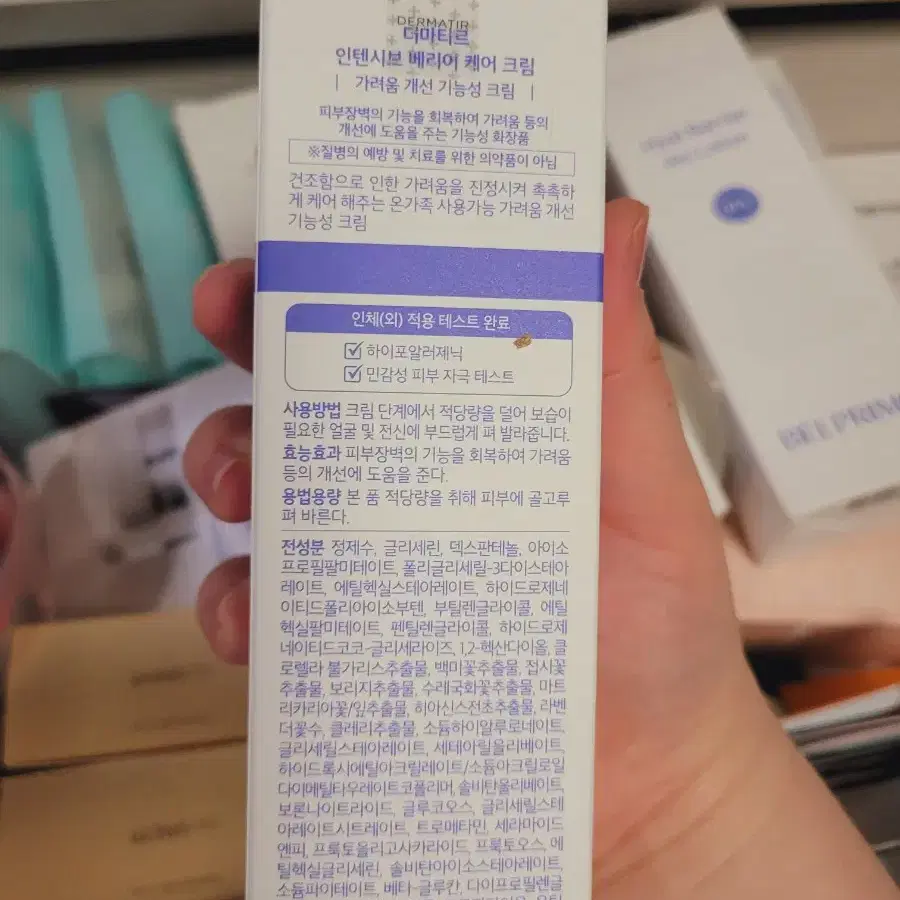 DERMATIR
더마티르
인텐시브 베리어 케어 크림
| 가려움 개선 기능성 크림 |
피부장벽의 기능을 회복하여 가려움 등의
개선에 도움을 주는 기능성 화장품
※질병의 예방 및 치료를 위한 의약품이 아님
건조함으로 인한 가려움을 진정시켜 촉촉하
게 케어 해주는 온가족 사용가능 가려움 개선
기능성 크림
인체(외) 적용 테스트 완료
하이포알러제닉
민감성 피부 자극 테스트
사용방법 크림 단계에서 적당량을 덜어 보습이
필요한 얼굴 및 전신에 부드럽게 펴 발라줍니다.
효능효과 피부장벽의 기능을 회복하여 가려움
등의 개선에 도움을 준다.
용법용량 본 품 적당량을 취해 피부에 골고루
펴 바른다.
전성분 정제수, 글리세린, 덱스판테놀, 아이소
프로필팔미테이트, 폴리글리세릴-3다이스테아
레이트, 에틸헥실스테아레이트, 하이드로제네
이티드폴리아이소부텐, 부틸렌글라이콜, 에틸
헥실팔미테이트, 펜틸렌글라이콜, 하이드로제
네이티드코코-글리세라이즈, 1,2-헥산다이올, 클
로렐라 불가리스추출물, 백미꽃추출물, 접시꽃
추출물, 보리지추출물, 수레국화꽃추출물, 마트
리카리아꽃/잎추출물, 히아신스전초추출물, 라벤
더꽃수, 클레리추출물, 소듐하이알루로네이트,
글리세릴스테아레이트, 세테아릴올리베이트,
하이드록시에틸아크릴레이트/소듐아크릴로일
다이메틸타우레이트코폴리머, 솔비탄올리베이트,
보론나이트라이드, 글루코오스, 글리세릴스테
아레이트시트레이트, 트로메타민, 세라마이드
엔피, 프룩토올리고사카라이드, 프룩토오스, 에
틸헥실글리세린, 솔비탄아이소스테아레이트,
소듐파이테이트, 베타-글루칸, 다이프로필렌글
BELPRIM